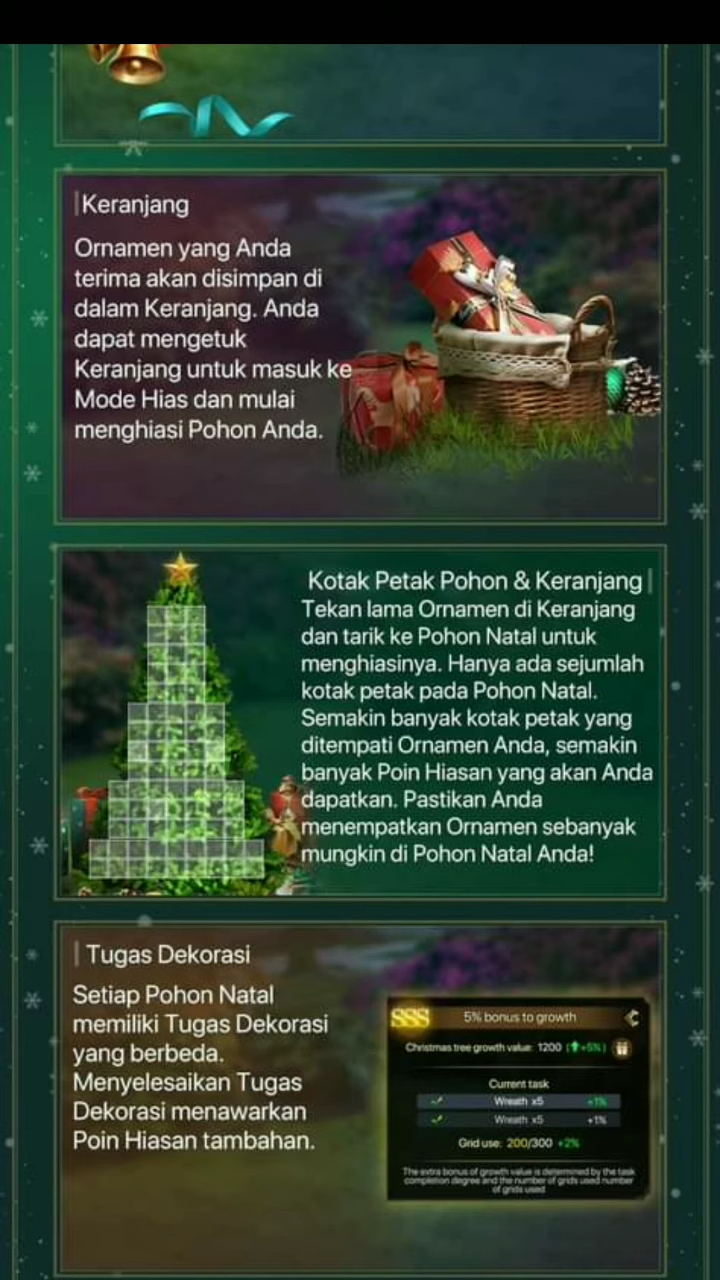 Keranjang
Ornamen yang Anda
terima akan disimpan di
dalam Keranjang. Anda
dapat mengetuk
Keranjang untuk masuk ke
Mode Hias dan mulai
menghiasi Pohon Anda.
Kotak Petak Pohon & Keranjang
Tekan lama Ornamen di Keranjang
dan tarik ke Pohon Natal untuk
menghiasinya. Hanya ada sejumlah
kotak petak pada Pohon Natal.
Semakin banyak kotak petak yang
ditempati Ornamen Anda, semakin
banyak Poin Hiasan yang akan Anda
dapatkan. Pastikan Anda
menempatkan Ornamen sebanyak
mungkin di Pohon Natal Anda!
Tugas Dekorasi
Setiap Pohon Natal
memiliki Tugas Dekorasi
yang berbeda.
Menyelesaikan Tugas
Dekorasi menawarkan
Poin Hiasan tambahan.
SSS 5% bonus to growth
Christmas tree growth value: 1200 (+5%)
Current task
Wreath x5 +1%
Wreath x5 +1%
Grid use: 200/300 +2%
The extra bonus of growth value is determined by the task
completion degree and the number of grids used number
of grids used